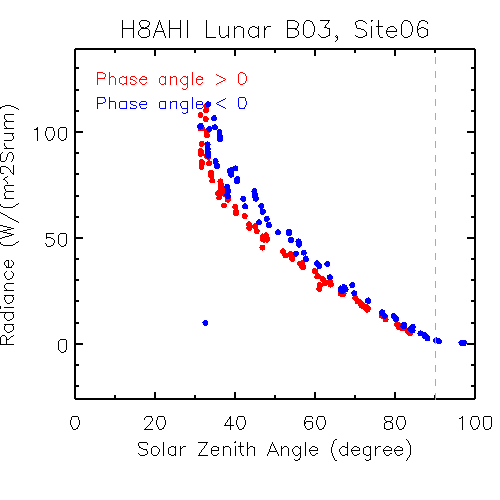 H8AHI Lunar B03, Site06
Phase angle > 0
Phase angle < 0
Radiance (W/(m^2Srum)
100
50
0
0 20 40 60 80 100
Solar Zenith Angle (degree)